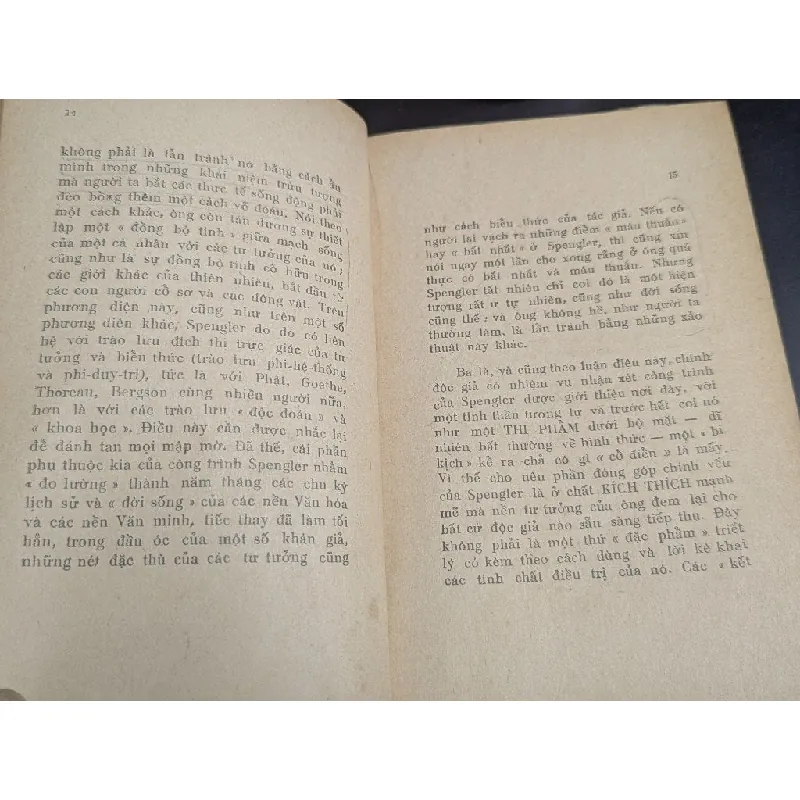 14
không phải là lẩn tránh nó bằng cách ẩn
mình trong những khái niệm trừu tượng
mà người ta bắt các thực tế sống động phải
đèo bồng thêm một cách võ đoán. Nói theo
một cách khác, ông còn tán dương sự thiết
lập một « đồng bộ tính » giữa mạch sống
của một cá nhân với các tư tưởng của nó,
cũng như là sự đồng bộ tính cố hữu trong
các giới khác của thiên nhiên, bắt đầu từ
các con người cổ sơ và các động vật. Trên
phương diện này, cũng như trên một số
phương diện khác, Spengler do đó có liên
hệ với trào lưu đích thị trực giác của tư
tưởng và biền thức (trào lưu phi-hệ-thống
và phi-duy-trí), tức là với Phật, Goethe,
Thoreau, Bergson cùng nhiều người nữa,
hơn là với các trào lưu « độc đoán » và
« khoa học ». Điều này cần được nhắc lại
để đánh tan mọi mập mờ. Đã thế, cái phần
phụ thuộc kia của công trình Spengler nhằm
« đo lường » thành năm tháng các chu kỳ
lịch sử và « đời sống » của các nền Văn hóa
và các nền Văn minh, tiếc thay đã làm tối
hẳn, trong đầu óc của một số khán giả,
những nét đặc thù của các tư tưởng cũng
15
như cách biền thức của tác giả. Nếu có
người lại vạch ra những điểm « mâu thuẫn»
hay « bất nhất » ở Spengler, thì cũng xin
nói ngay một lần cho xong rằng ở ông quả
thực có bất nhất và mâu thuẫn. Nhưng
Spengler tất nhiên chỉ coi đó là một hiện
tượng rất ư tự nhiên, cũng như đời sống
cũng thế: và ông không hề, như người ta
thường làm, là lẩn tránh bằng những xảo
thuật này khác.
Ba là, và cũng theo luận điệu này, chính
độc giả có nhiệm vụ nhận xét công trình
của Spengler được giới thiệu nơi đây, với
một tinh thần tương tự và trước hết coi nó
như một THI PHẨM dưới bộ mặt — dĩ
nhiên bất thường về hình thức — một « bi
kịch » kể ra chả có gì « cổ điển » là mấy.
Vì thế cho nên phần đóng góp chính yếu
của Spengler là ở chất KÍCH THÍCH mạnh
mẽ mà nền tư tưởng của ông đem lại cho
bất cứ độc giả nào sẵn sàng tiếp thu. Đây
không phải là một thứ « đặc phẩm » triết
lý có kèm theo cách dùng và lời kê khai
các tính chất điều trị của nó. Các « kết